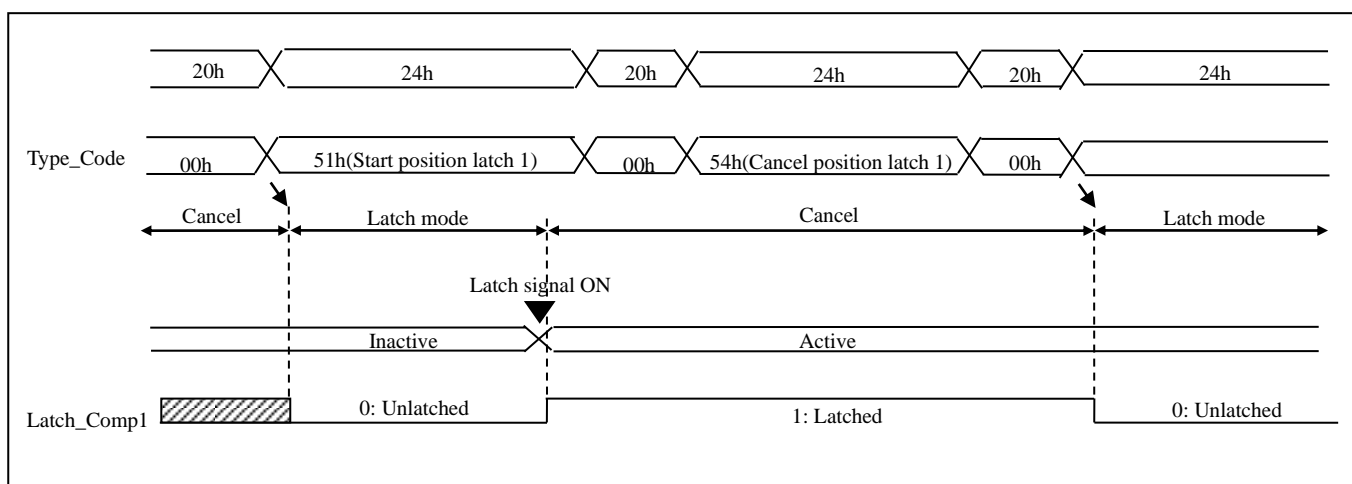 20h 24h 20h 24h 20h 24h
Type_Code 00h 51h(Start position latch 1) 00h 54h(Cancel position latch 1) 00h
Cancel Latch mode Cancel Latch mode
Latch signal ON
Inactive Active
Latch_Comp1 0: Unlatched 1: Latched 0: Unlatched